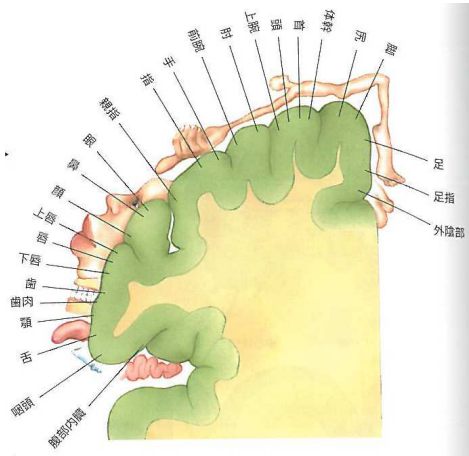 脚
尻
体幹
首
頭
上腕
肘
前腕
手
指
親指
眼
鼻
顔
上唇
唇
下唇
歯
歯肉
顎
舌
咽頭
腹部内臓
足
足指
外陰部